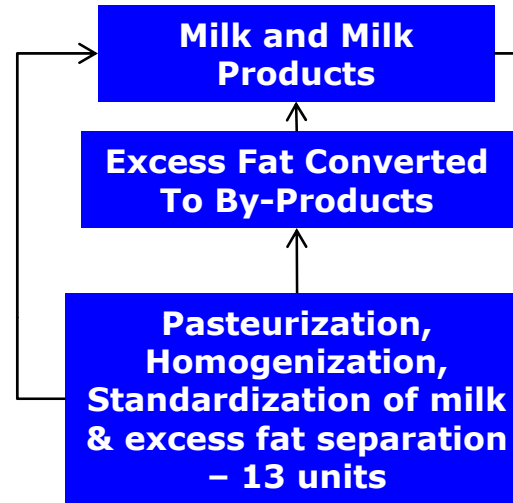 Milk and Milk
Products
Excess Fat Converted
To By-Products
Pasteurization,
Homogenization,
Standardization of milk
& excess fat separation
– 13 units